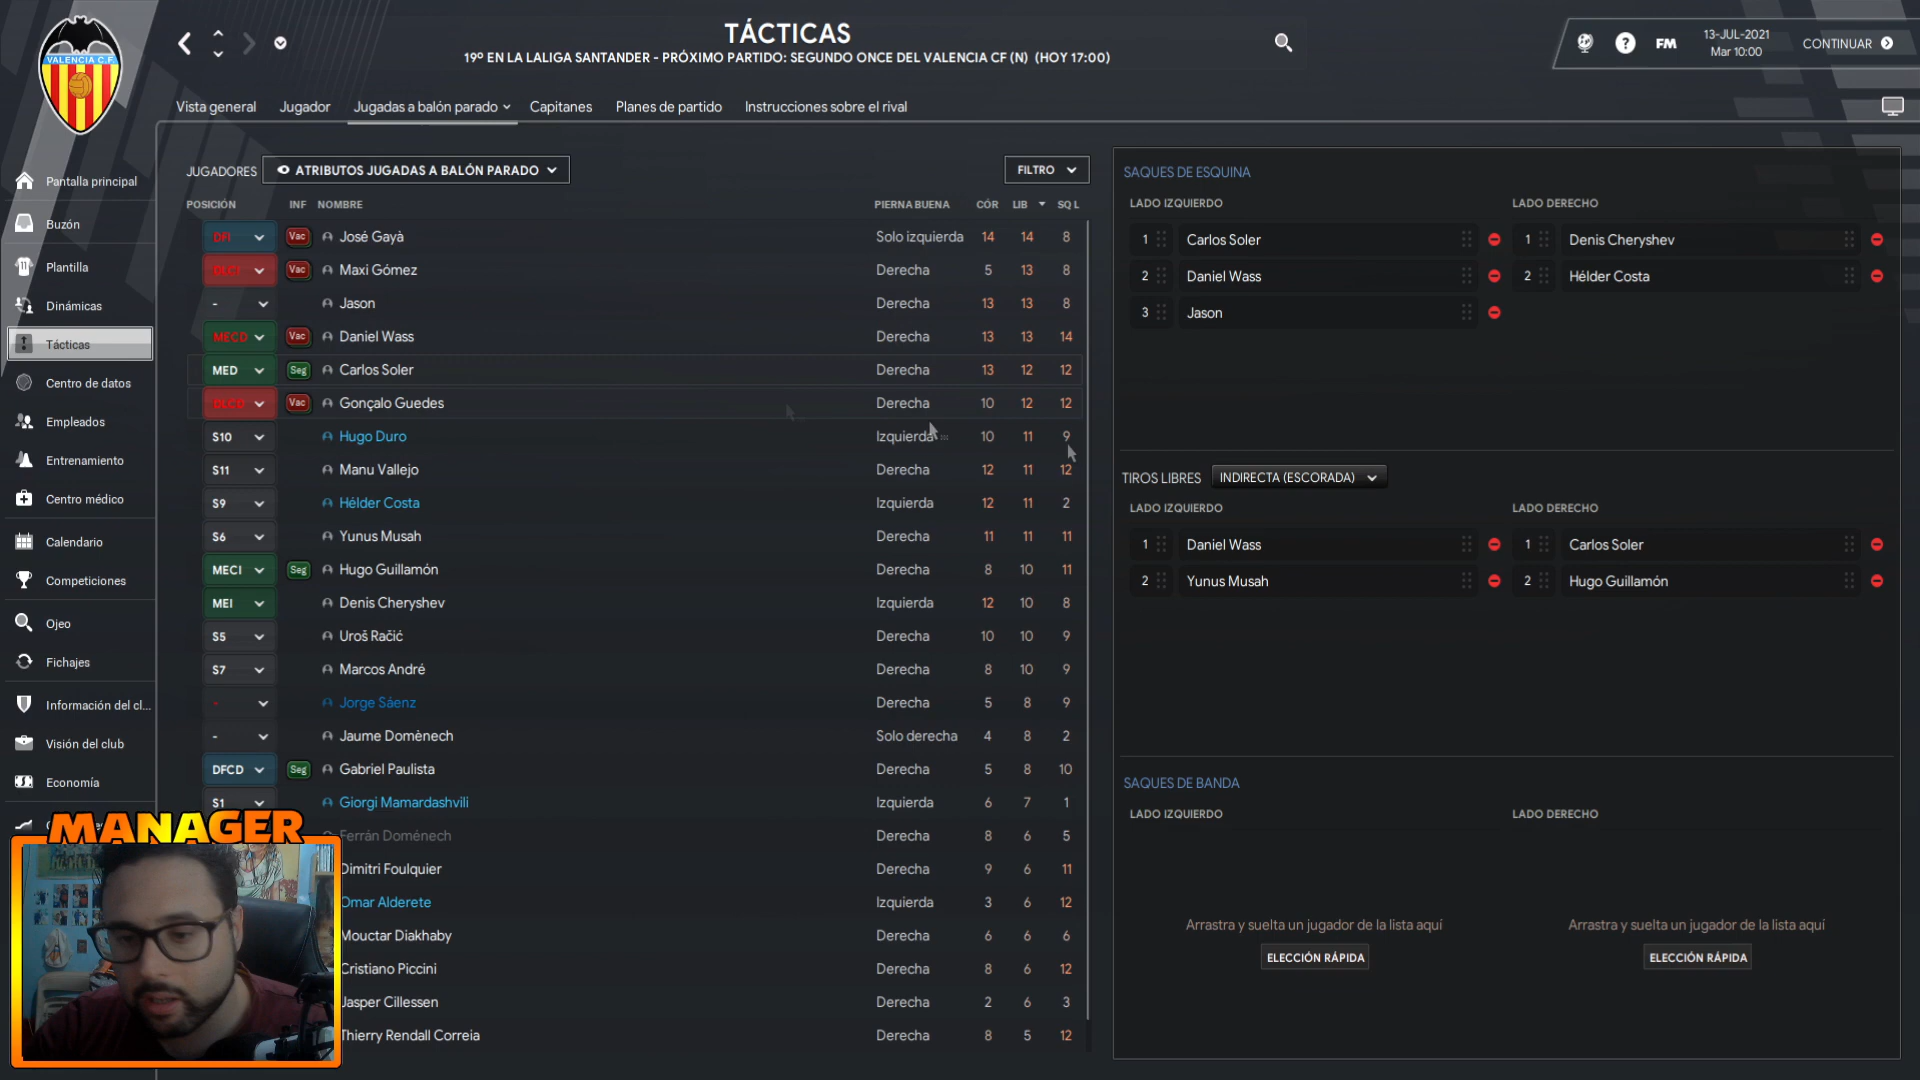 VALENCIA C.F.
TÁCTICAS
19º EN LA LALIGA SANTANDER - PRÓXIMO PARTIDO: SEGUNDO ONCE DEL VALENCIA CF (N) (HOY 17:00)
?
FM
13-JUL-2021
Mar 10:00
CONTINUAR
Vista general
Jugador
Jugadas a balón parado
Capitanes
Planes de partido
Instrucciones sobre el rival
Pantalla principal
Buzón
Plantilla
Dinámicas
Tácticas
Centro de datos
Empleados
Entrenamiento
Centro médico
Calendario
Competiciones
Ojeo
Fichajes
Información del cl...
Visión del club
Economía
MANAGER
JUGADORES
ATRIBUTOS JUGADAS A BALÓN PARADO
FILTRO
POSICIÓN INF NOMBRE PIERNA BUENA CÓR LIB SQ L
DFI Vac José Gayà Solo izquierda 14 14 8
DLCI Vac Maxi Gómez Derecha 5 13 8
- Jason Derecha 13 13 8
MECD Vac Daniel Wass Derecha 13 13 14
MED Seg Carlos Soler Derecha 13 12 12
DLCD Vac Gonçalo Guedes Derecha 10 12 12
S10 Hugo Duro Izquierda 10 11 9
S11 Manu Vallejo Derecha 12 11 12
S9 Hélder Costa Izquierda 12 11 2
S6 Yunus Musah Derecha 11 11 11
MECI Seg Hugo Guillamón Derecha 8 10 11
MEI Denis Cheryshev Izquierda 12 10 8
S5 Uroš Račić Derecha 10 10 9
S7 Marcos André Derecha 8 10 9
- Jorge Sáenz Derecha 5 8 9
- Jaume Domènech Solo derecha 4 8 2
DFCD Seg Gabriel Paulista Derecha 5 8 10
S1 Giorgi Mamardashvili Izquierda 6 7 1
Ferrán Doménech Derecha 8 6 5
Dimitri Foulquier Derecha 9 6 11
Omar Alderete Izquierda 3 6 12
Mouctar Diakhaby Derecha 6 6 6
Cristiano Piccini Derecha 8 6 12
Jasper Cillessen Derecha 2 6 3
Thierry Rendall Correia Derecha 8 5 12
SAQUES DE ESQUINA
LADO IZQUIERDO
1 Carlos Soler
2 Daniel Wass
3 Jason
LADO DERECHO
1 Denis Cheryshev
2 Hélder Costa
TIROS LIBRES INDIRECTA (ESCORADA)
LADO IZQUIERDO
1 Daniel Wass
2 Yunus Musah
LADO DERECHO
1 Carlos Soler
2 Hugo Guillamón
SAQUES DE BANDA
LADO IZQUIERDO
Arrastra y suelta un jugador de la lista aquí
ELECCIÓN RÁPIDA
LADO DERECHO
Arrastra y suelta un jugador de la lista aquí
ELECCIÓN RÁPIDA